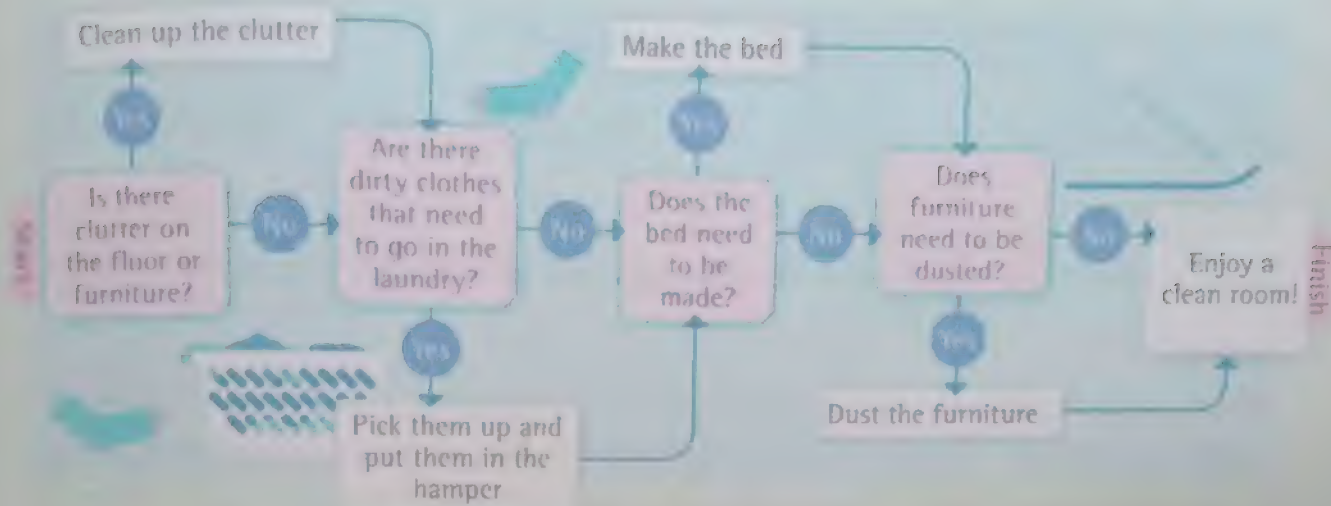 Start
Clean up the clutter
Yes
Is there
clutter on
the floor or
furniture?
No
Are there
dirty clothes
that need
to go in the
laundry?
Yes
Pick them up and
put them in the
hamper
No
Make the bed
Yes
Does the
bed need
to be
made?
No
Does
furniture
need to be
dusted?
Yes
Dust the furniture
No
Enjoy a
clean room!
Finish